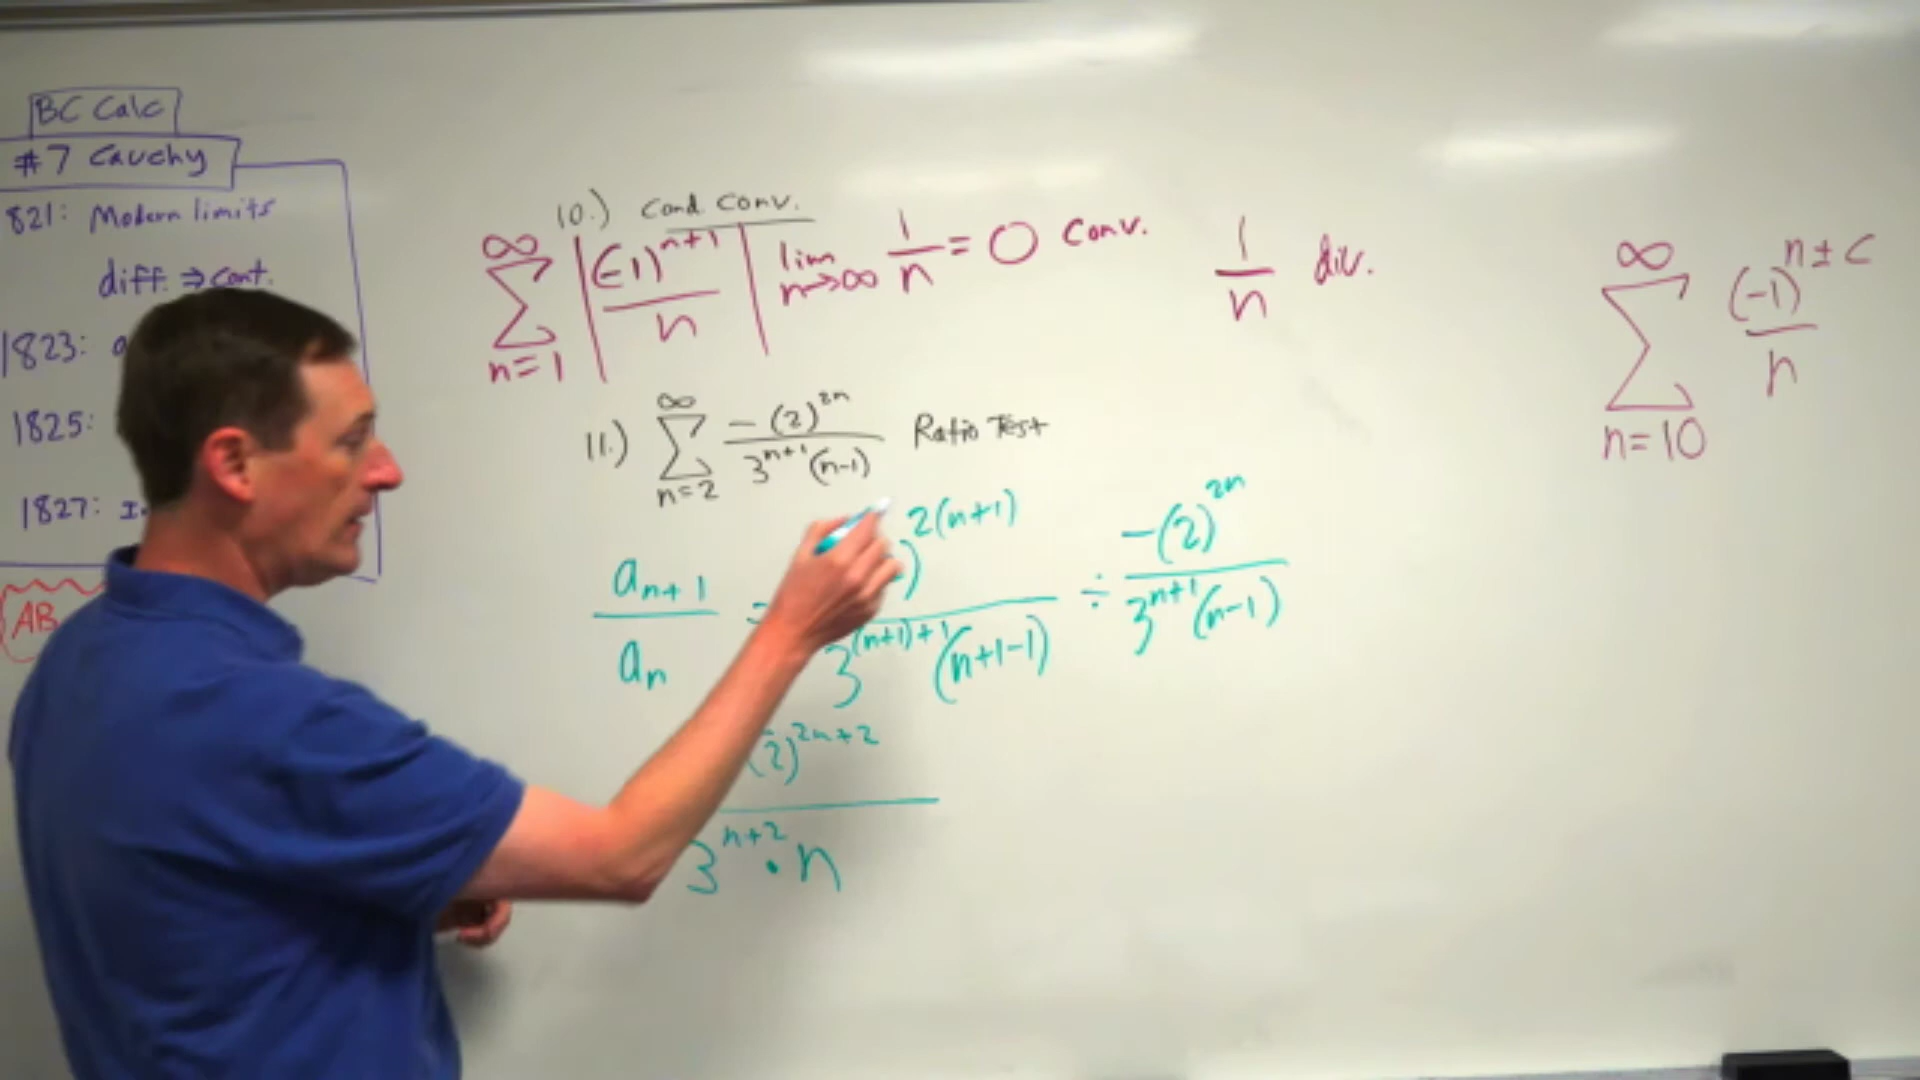 BC Calc
#7 Cauchy
821: Modern limits
diff. ⇒ cont.
1823:
1825:
1827:
AB
10.) Cond Conv.
∞ Σ n=1 | (-1)^{n+1} / n | lim n→∞ 1/n = 0 Conv. 1/n div.
∞ Σ n=10 (-1)^{n±c} / n
11.) ∞ Σ n=2 -(2)^{2n} / 3^{n+1}(n-1) Ratio Test
a_{n+1} / a_n = )^{2(n+1)} / 3^{(n+1)+1}(n+1-1) ÷ -(2)^{2n} / 3^{n+1}(n-1)
(2)^{2n+2} / 3^{n+2} · n